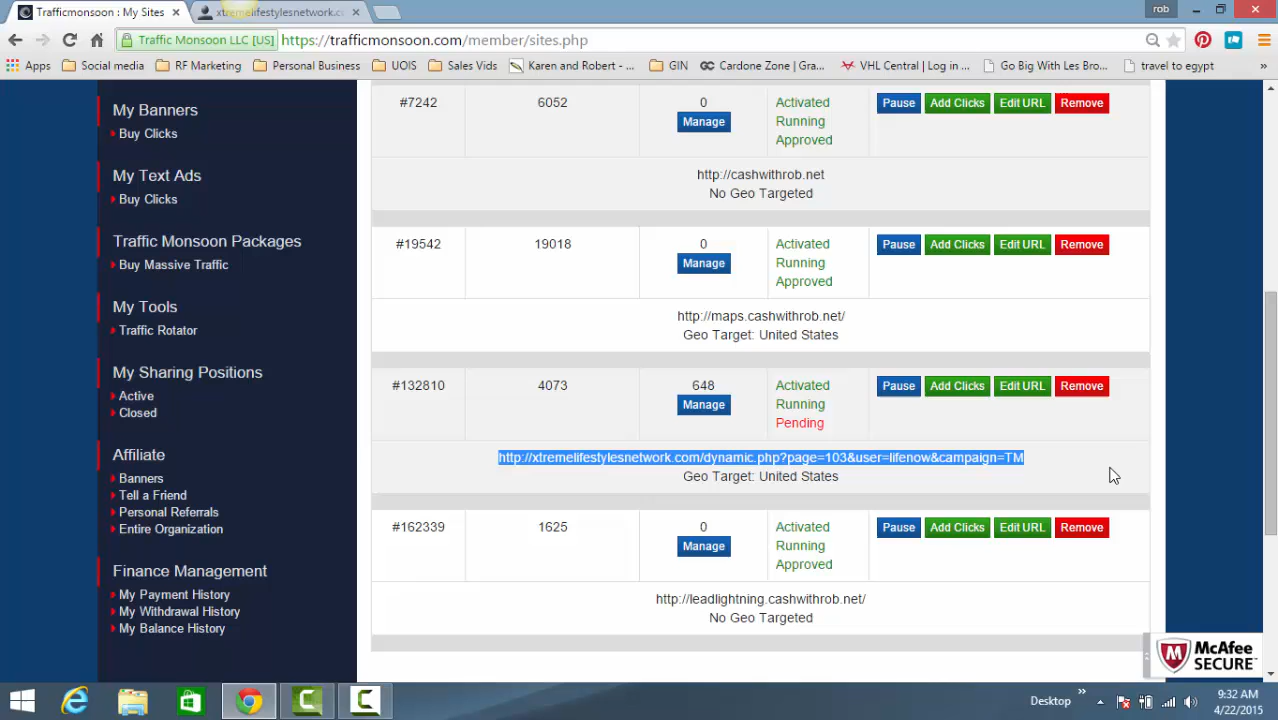 Trafficmonsoon : My Sites
xtremelifestylesnetwork.co
rob
Traffic Monsoon LLC [US]
https://trafficmonsoon.com/member/sites.php
Apps
Social media
RF Marketing
Personal Business
UOIS
Sales Vids
Karen and Robert - ...
GIN
Cardone Zone | Gra...
VHL Central | Log in ...
Go Big With Les Bro...
travel to egypt
»
My Banners
Buy Clicks
My Text Ads
Buy Clicks
Traffic Monsoon Packages
Buy Massive Traffic
My Tools
Traffic Rotator
My Sharing Positions
Active
Closed
Affiliate
Banners
Tell a Friend
Personal Referrals
Entire Organization
Finance Management
My Payment History
My Withdrawal History
My Balance History
#7242 6052 0 Activated Pause Add Clicks Edit URL Remove
Manage Running
Approved
http://cashwithrob.net
No Geo Targeted
#19542 19018 0 Activated Pause Add Clicks Edit URL Remove
Manage Running
Approved
http://maps.cashwithrob.net/
Geo Target: United States
#132810 4073 648 Activated Pause Add Clicks Edit URL Remove
Manage Running
Pending
http://xtremelifestylesnetwork.com/dynamic.php?page=103&user=lifenow&campaign=TM
Geo Target: United States
#162339 1625 0 Activated Pause Add Clicks Edit URL Remove
Manage Running
Approved
http://leadlightning.cashwithrob.net/
No Geo Targeted
McAfee
SECURE™
Desktop
»
9:32 AM
4/22/2015